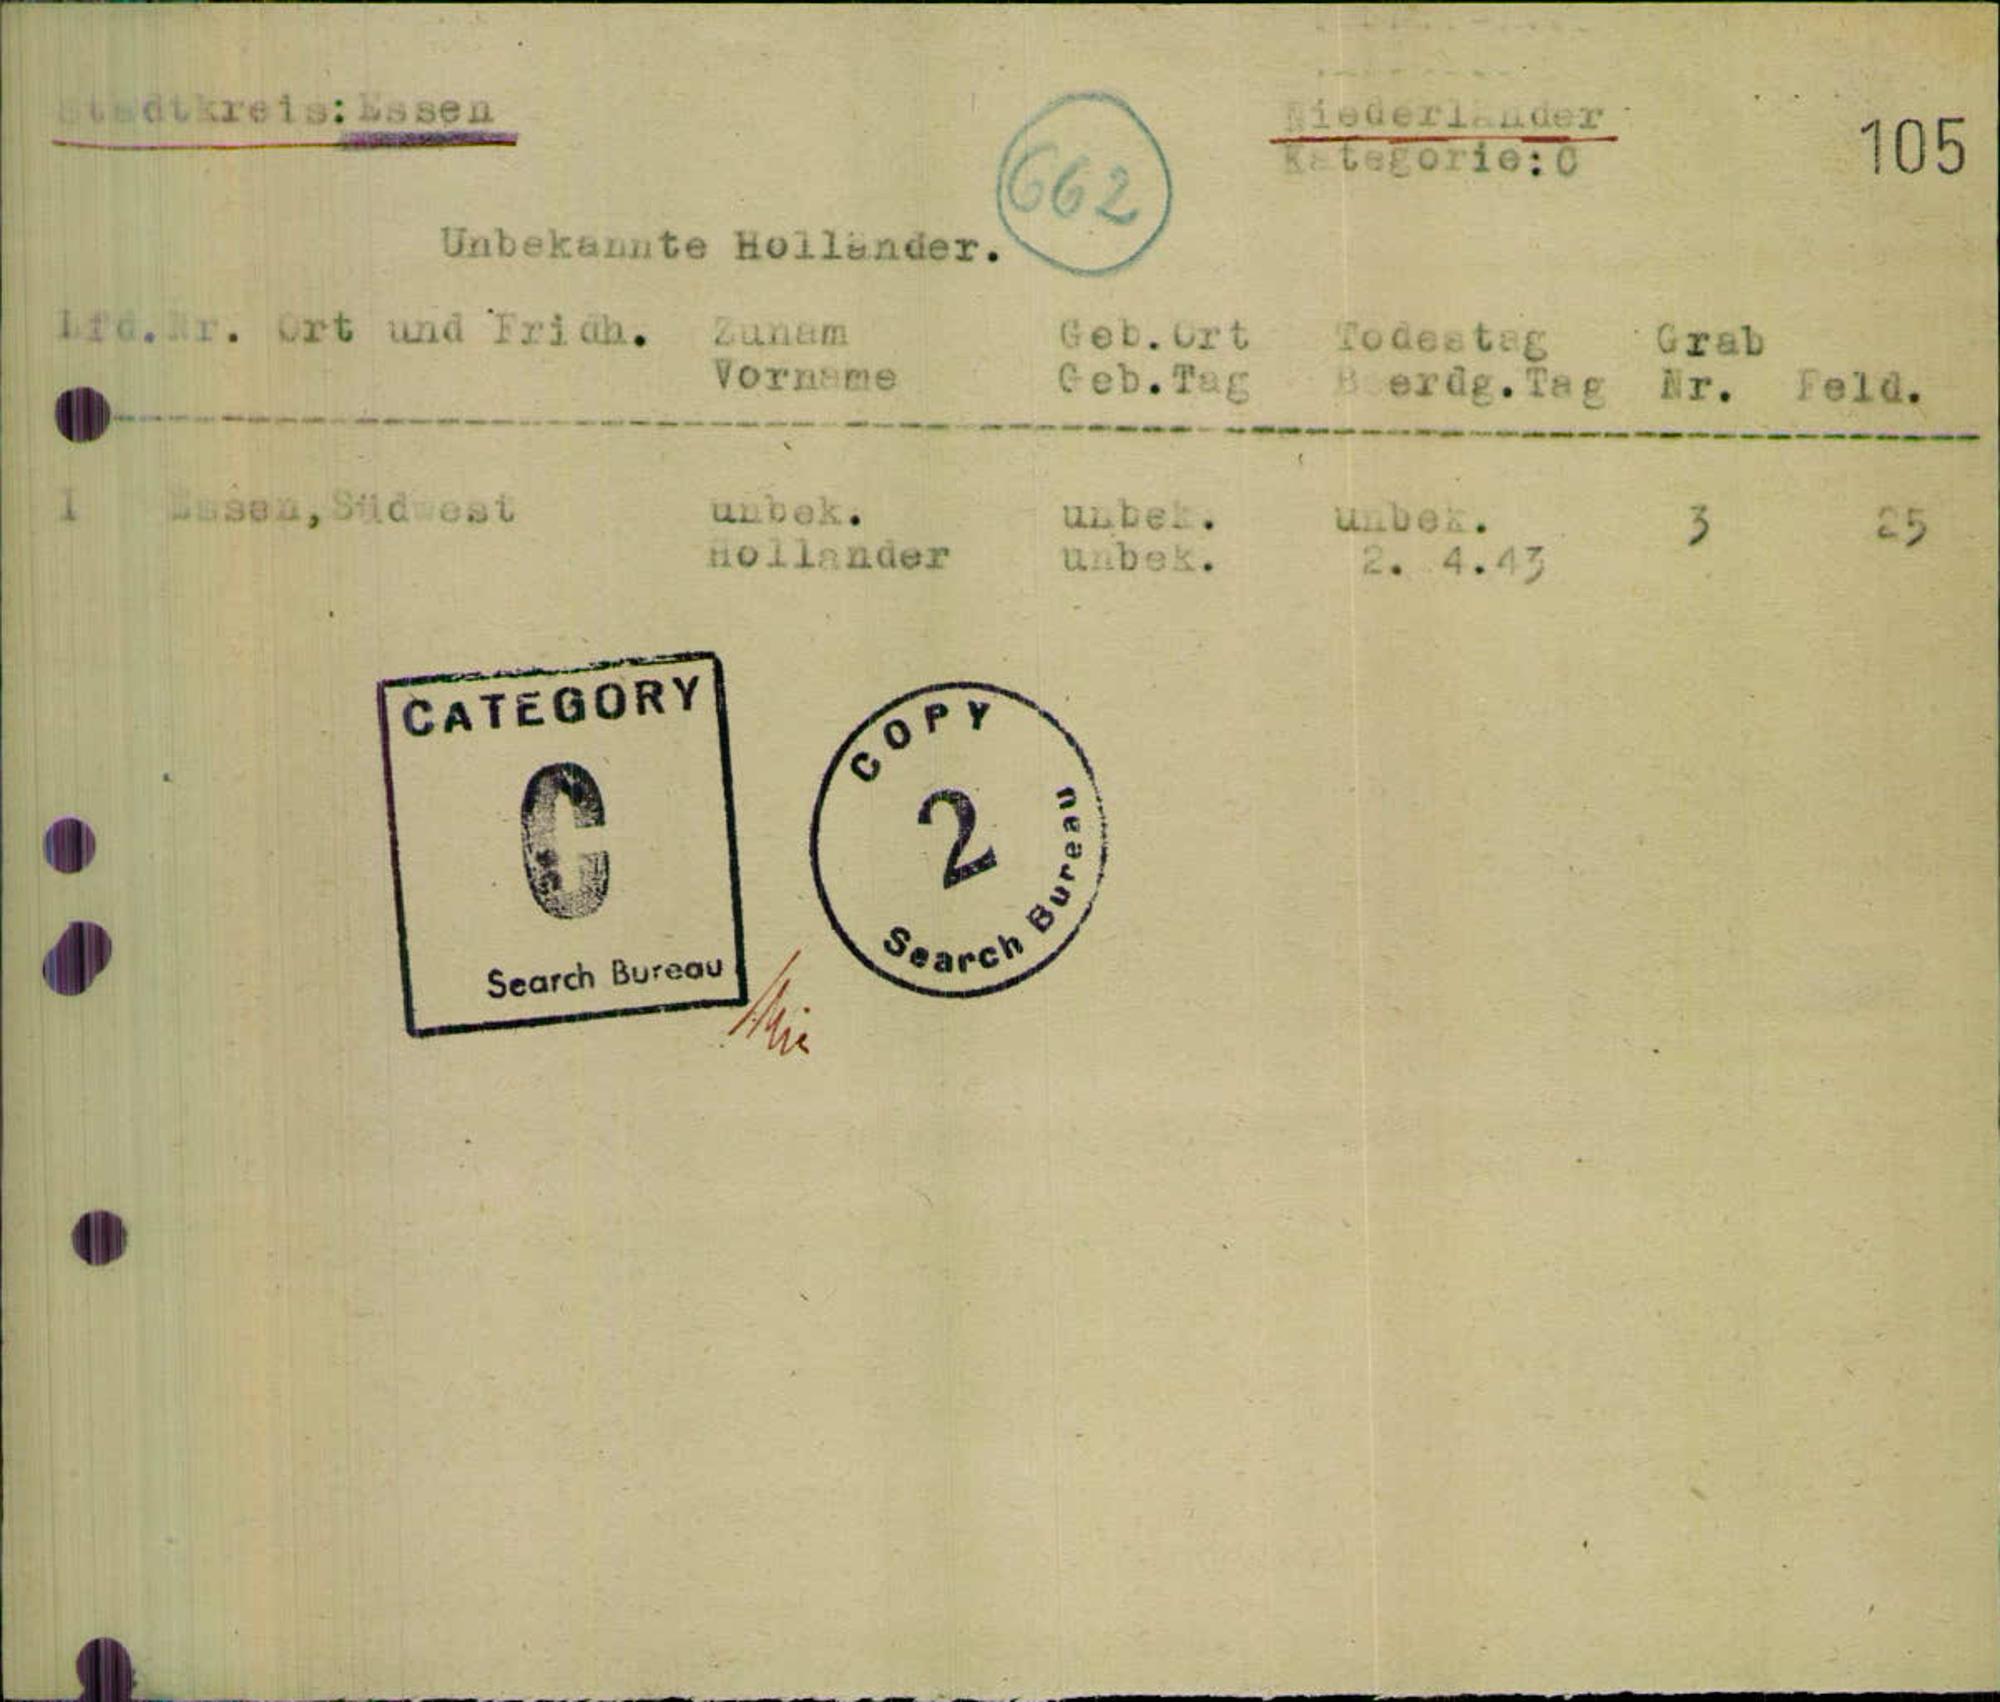 Stadtkreis: Essen
Niederländer
Kategorie: C
105
662
Unbekannte Holländer.
Lfd.Nr. Ort und Fridh. Zunam Geb.Ort Todestag Grab
Vorname Geb.Tag Beerdg.Tag Nr. Feld.
I Essen,Südwest unbek. unbek. unbek. 3 25
Holländer unbek. 2. 4.43
CATEGORY
C
Search Bureau
COPY
2
Search Bureau